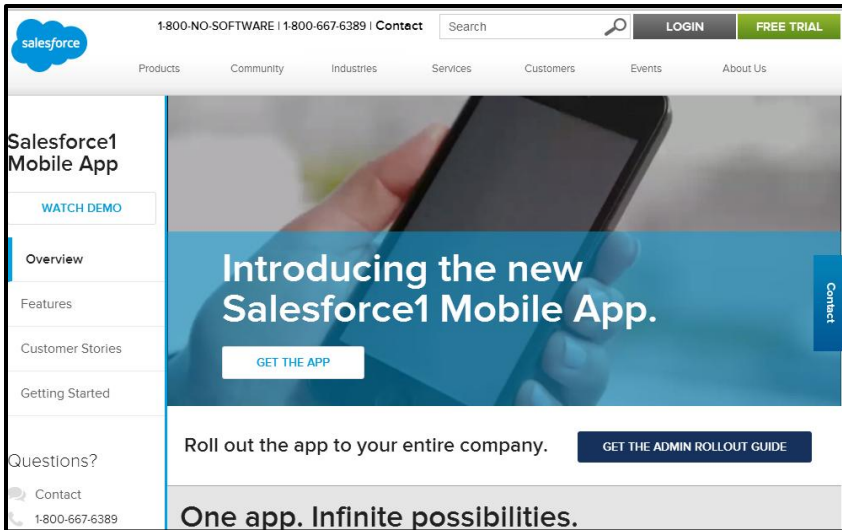 salesforce
1-800-NO-SOFTWARE | 1-800-667-6389 | Contact
Search
LOGIN
FREE TRIAL
Products
Community
Industries
Services
Customers
Events
About Us
Salesforce1
Mobile App
WATCH DEMO
Overview
Features
Customer Stories
Getting Started
Questions?
Contact
1-800-667-6389
Introducing the new
Salesforce1 Mobile App.
GET THE APP
Contact
Roll out the app to your entire company.
GET THE ADMIN ROLLOUT GUIDE
One app. Infinite possibilities.